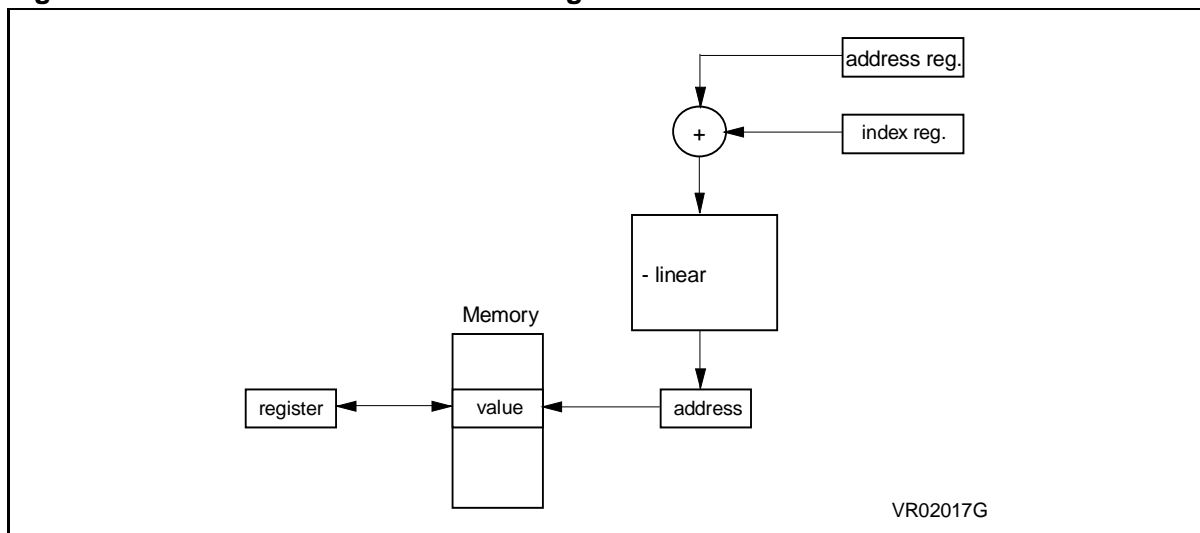 address reg.
+
index reg.
- linear
Memory
register
value
address
VR02017G